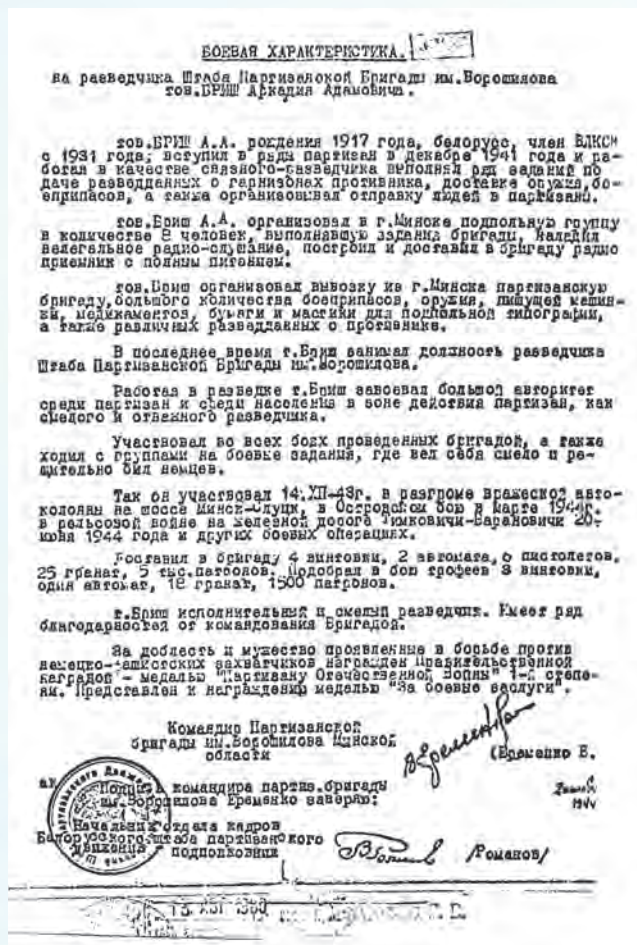 БОЕВАЯ ХАРАКТЕРИСТИКА.
на разведчика Штаба Партизанской Бригады им.Ворошилова
тов.БРИШ Аркадия Адамовича.
тов.БРИШ А.А. рождения 1917 года, белорус, член ВЛКСМ
с 1931 года, вступил в ряды партизан в декабре 1941 года и ра-
ботая в качестве связного-разведчика выполнял ряд заданий по
даче разведданных о гарнизонах противника, доставке оружия,бо-
еприпасов, а также организовывал отправку людей в партизаны.
тов.Бриш А.А. организовал в г.Минске подпольную группу
в количестве 8 человек, выполнявшую задания бригады, наладил
нелегальное радио-слушание, построил и доставил в бригаду радио
приемник с полным питанием.
тов.Бриш организовал вывозку из г.Минска партизанскую
бригаду,большого количества боеприпасов, оружия, пишущей машин-
ки, медикаментов, бумаги и мастики для подпольной типографии,
а также различных разведданных о противнике.
В последнее время т.Бриш занимал должность разведчика
Штаба Партизанской Бригады им.Ворошилова.
Работая в разведке т.Бриш завоевал большой авторитет
среди партизан и среди населения в зоне действия партизан, как
смелого и отважного разведчика.
Участвовал во всех боях проведенных бригадой, а также
ходил с группами на боевые задания, где вел себя смело и ре-
шительно бил немцев.
Так он участвовал 14.XII-43г. в разгроме вражеской авто-
колонны на шоссе Минск-Слуцк, в Островском бою в марте 1944г.
в рельсовой войне на железной дороге Тимковичи-Барановичи 20-
июня 1944 года и других боевых операциях.
Доставил в бригаду 4 винтовки, 2 автомата, 6 пистолетов,
25 гранат, 5 тыс.патронов. Подобрал в бою трофеев 3 винтовки,
один автомат, 18 гранат, 1500 патронов.
т.Бриш исполнительный и смелый разведчик. Имеет ряд
благодарностей от командования Бригадой.
За доблесть и мужество проявленные в борьбе против
немецко-фашистских захватчиков награжден Правительственной
наградой - медалью "Партизану Отечественной Войны" 1-й степе-
ни. Представлен к награждению медалью "За боевые заслуги".
Командир Партизанской
бригады им.Ворошилова Минской
области
(Еременко В.
Подпись командира партиз.бригады
им.Ворошилова Еременко заверяю:
1944
Начальник отдела кадров
Белорусского штаба партизанского
движения
подполковник
/Романов/